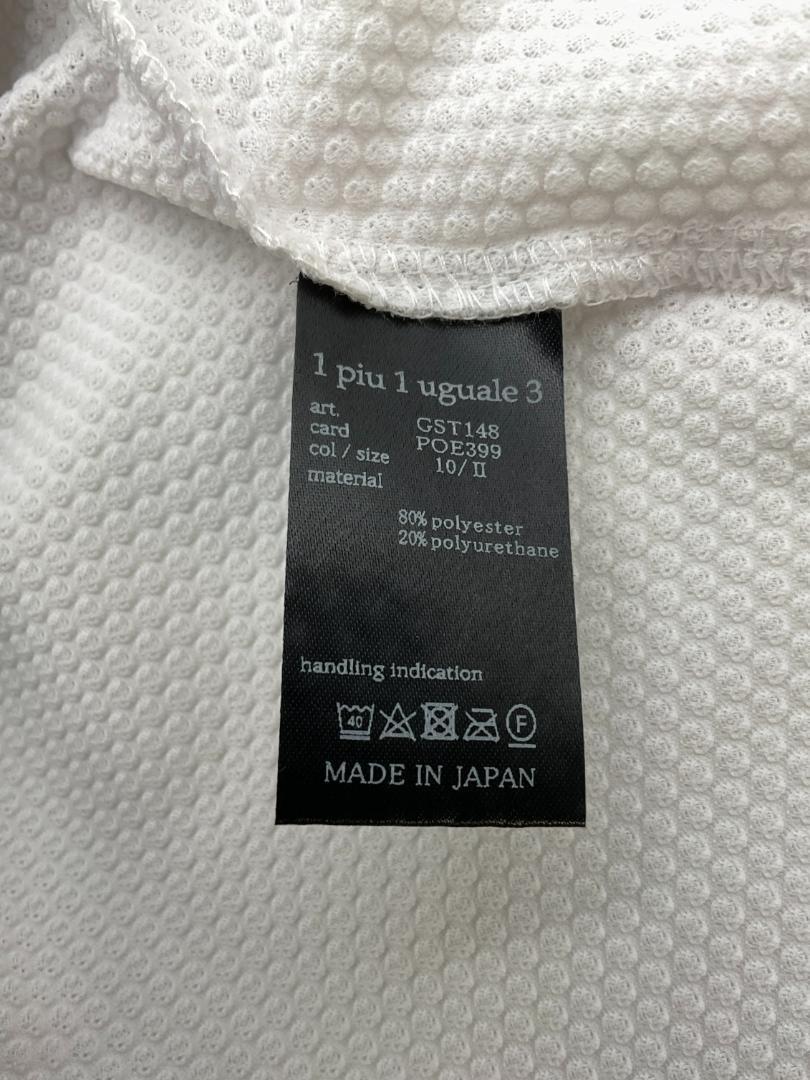 1 piu 1 uguale 3
art. GST148
card POE399
col / size 10/ II
material
80% polyester
20% polyurethane
handling indication
40 F
MADE IN JAPAN